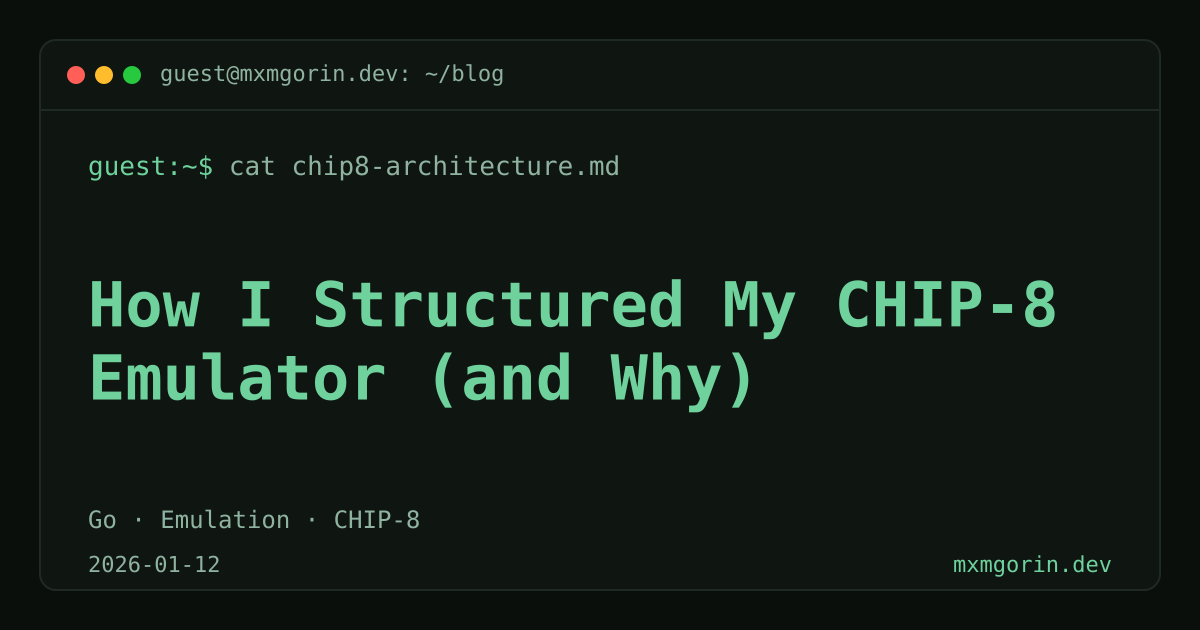 guest@mxmgorin.dev: ~/blog
guest:~$ cat chip8-architecture.md
How I Structured My CHIP-8
Emulator (and Why)
Go · Emulation · CHIP-8
2026-01-12
mxmgorin.dev